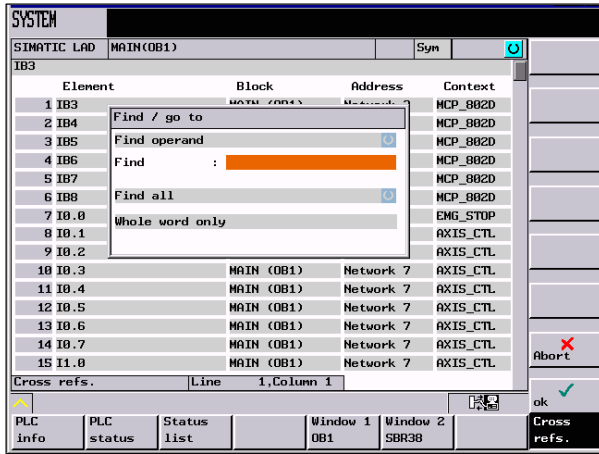 SYSTEM
SIMATIC LAD MAIN(OB1) Sym
IB3
Element Block Address Context
1 IB3 MAIN (OB1) Network 2 MCP_802D
2 IB4 MCP_802D
3 IB5 MCP_802D
4 IB6 MCP_802D
5 IB7 MCP_802D
6 IB8 MCP_802D
7 I0.0 EMG_STOP
8 I0.1 AXIS_CTL
9 I0.2 AXIS_CTL
10 I0.3 MAIN (OB1) Network 7 AXIS_CTL
11 I0.4 MAIN (OB1) Network 7 AXIS_CTL
12 I0.5 MAIN (OB1) Network 7 AXIS_CTL
13 I0.6 MAIN (OB1) Network 7 AXIS_CTL
14 I0.7 MAIN (OB1) Network 7 AXIS_CTL
15 I1.0 MAIN (OB1) Network 7 AXIS_CTL
Find / go to
Find operand
Find :
Find all
Whole word only
Cross refs. Line 1,Column 1
Abort
ok
PLC info
PLC status
Status list
Window 1 OB1
Window 2 SBR38
Cross refs.